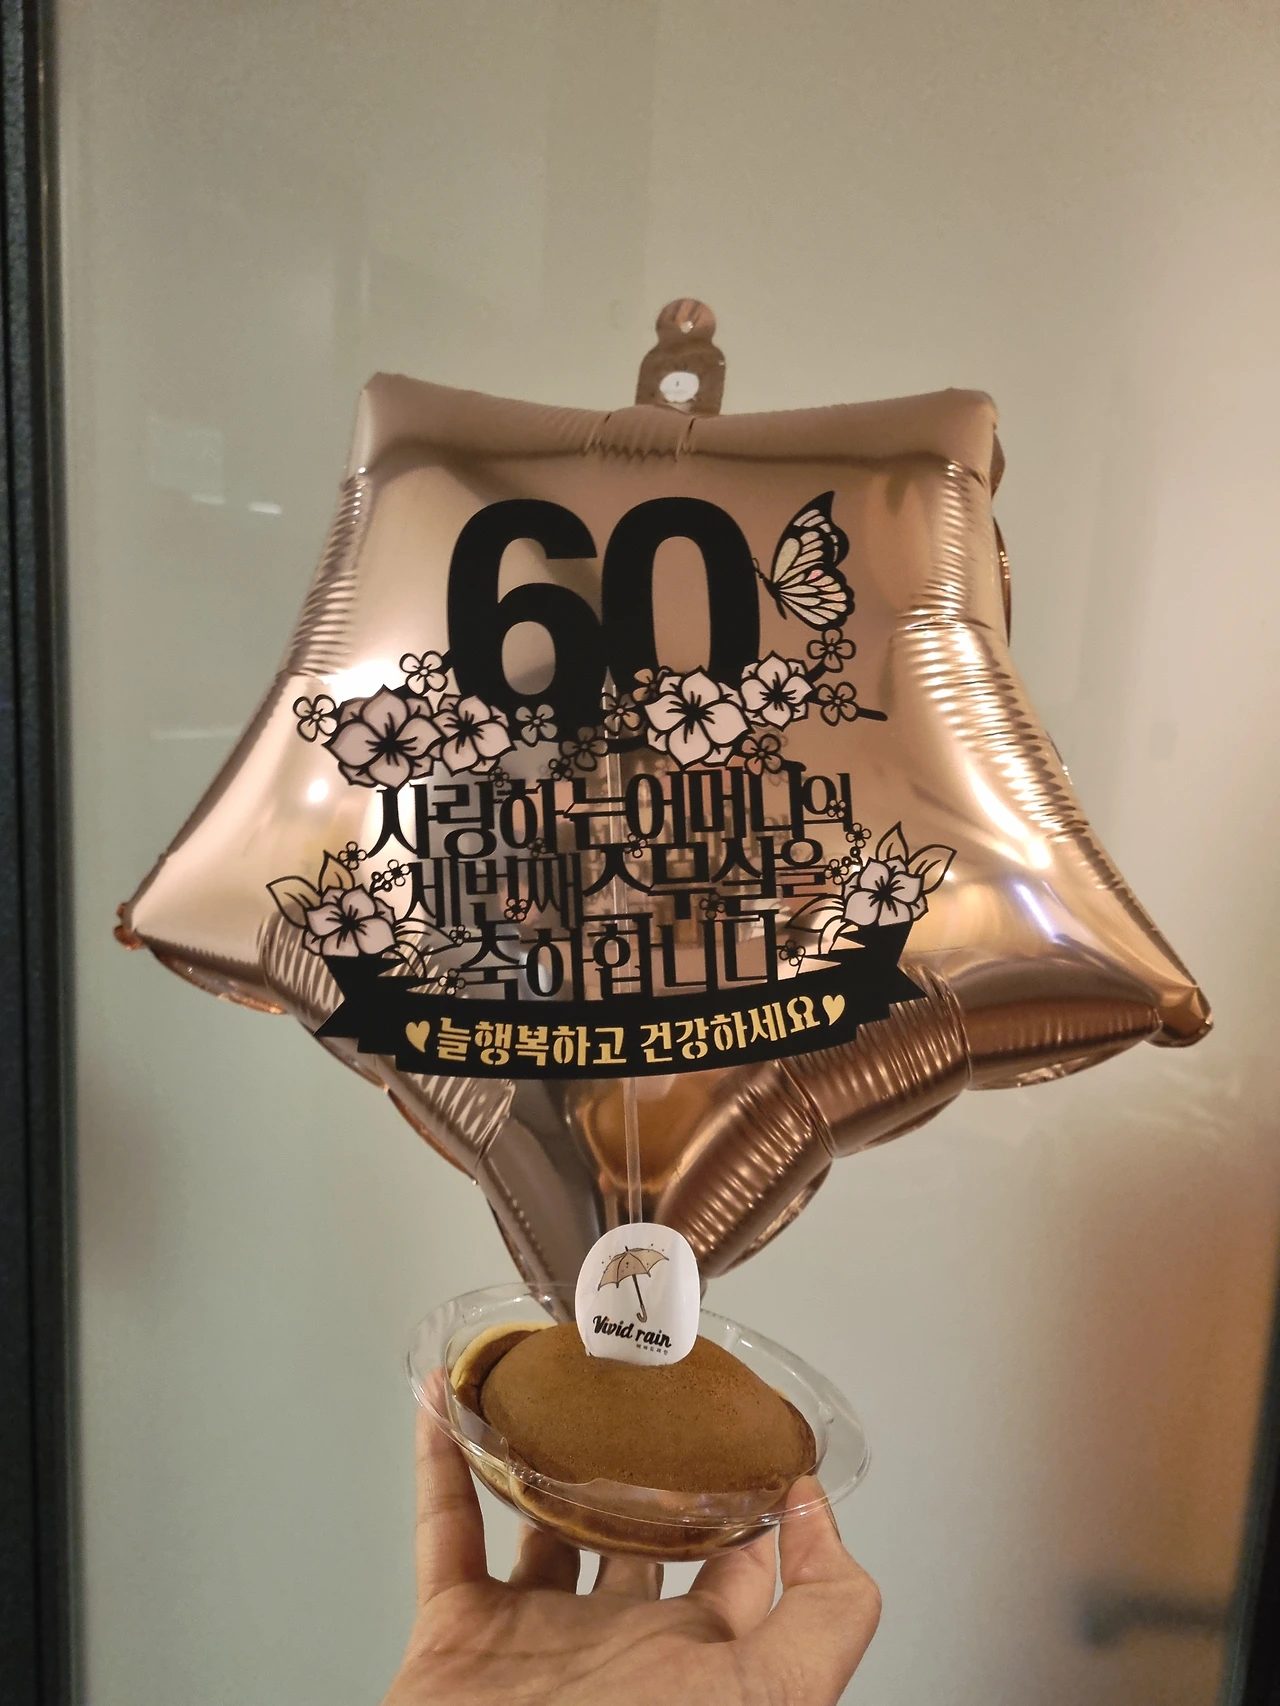 60
사랑하는어머니의
세번째스무살을
축하합니다
늘행복하고 건강하세요
Vivid rain